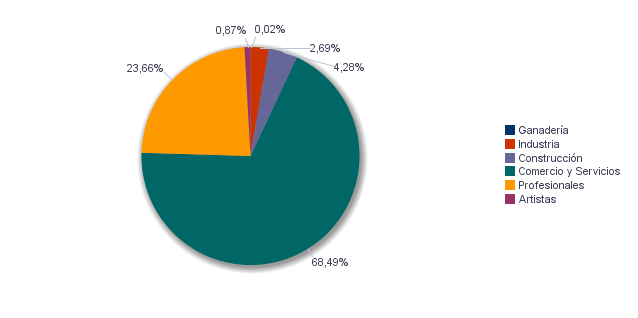 0,87%
0,02%
2,69%
4,28%
23,66%
68,49%
Ganadería
Industria
Construcción
Comercio y Servicios
Profesionales
Artistas